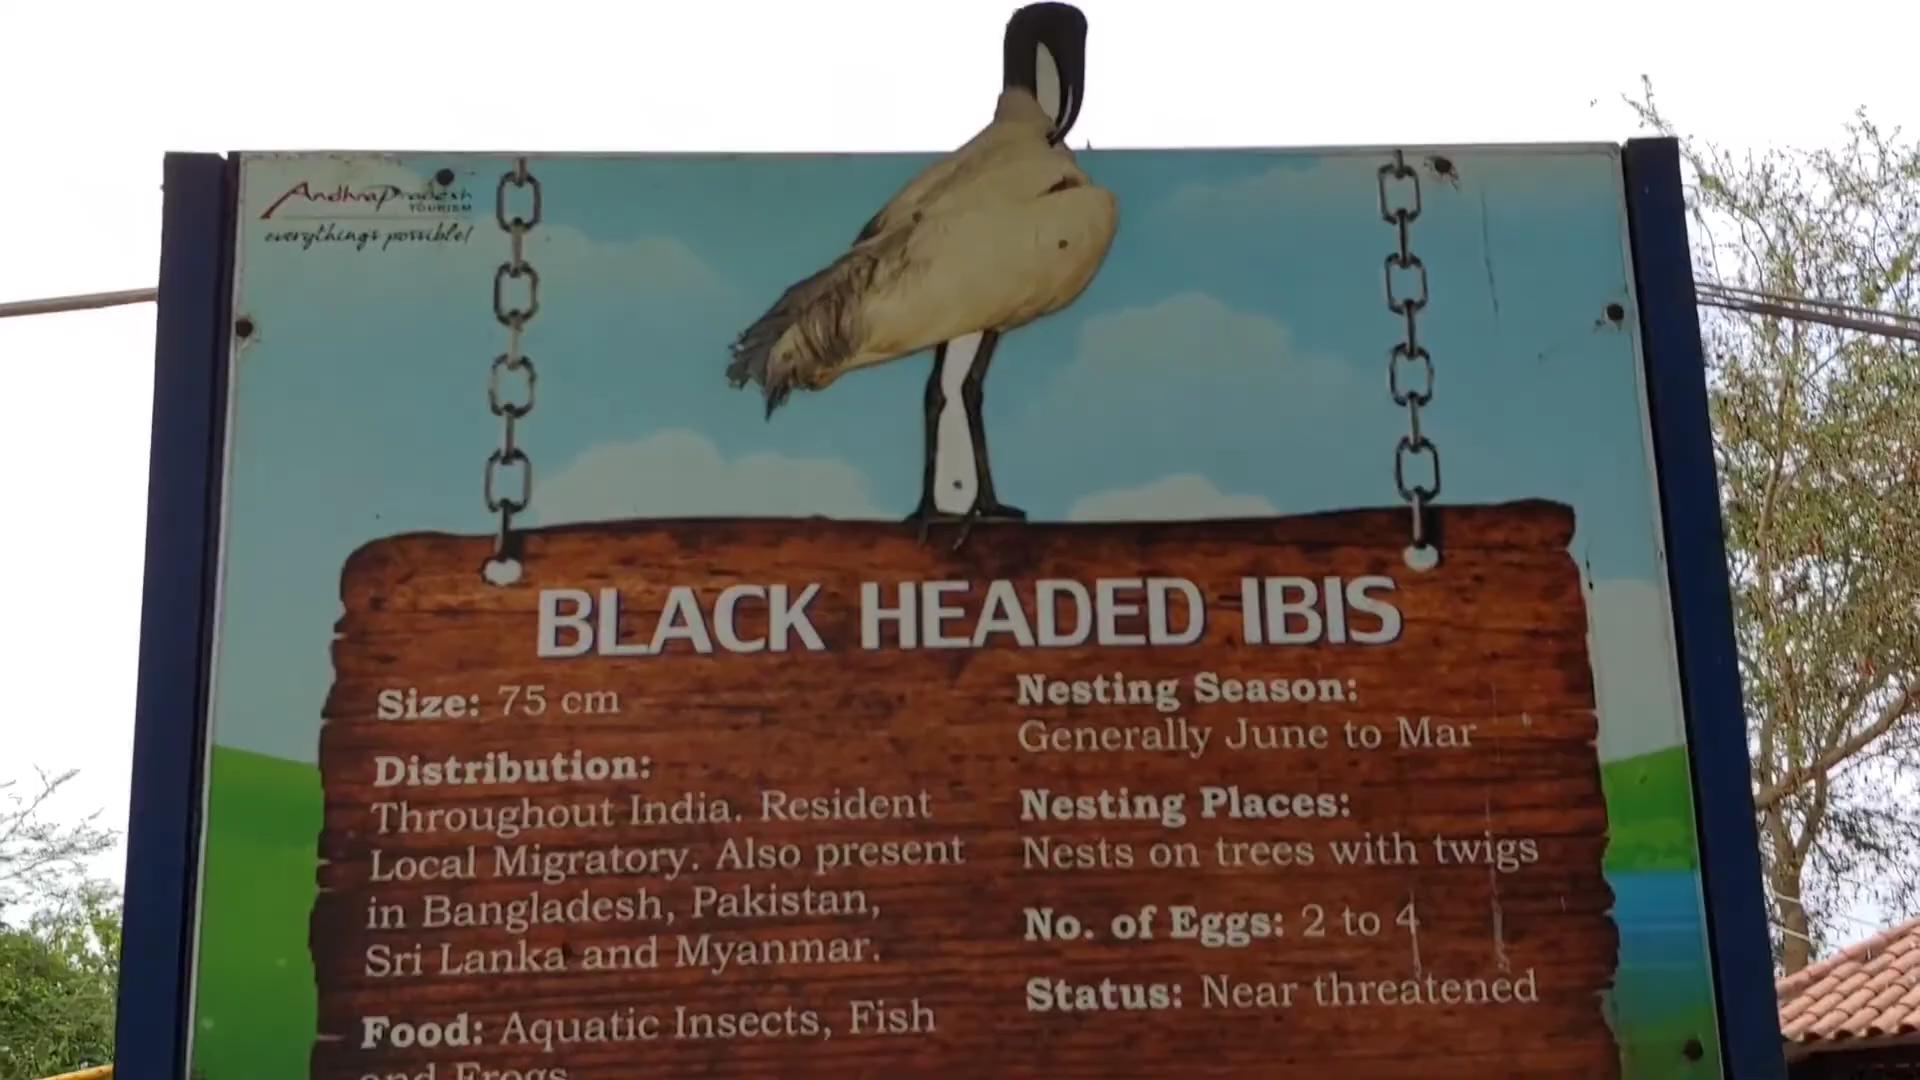 Andhra Pradesh
TOURISM
everything's possible!
BLACK HEADED IBIS
Size: 75 cm
Distribution:
Throughout India. Resident
Local Migratory. Also present
in Bangladesh, Pakistan,
Sri Lanka and Myanmar.
Food: Aquatic Insects, Fish
and Frogs
Nesting Season:
Generally June to Mar
Nesting Places:
Nests on trees with twigs
No. of Eggs: 2 to 4
Status: Near threatened